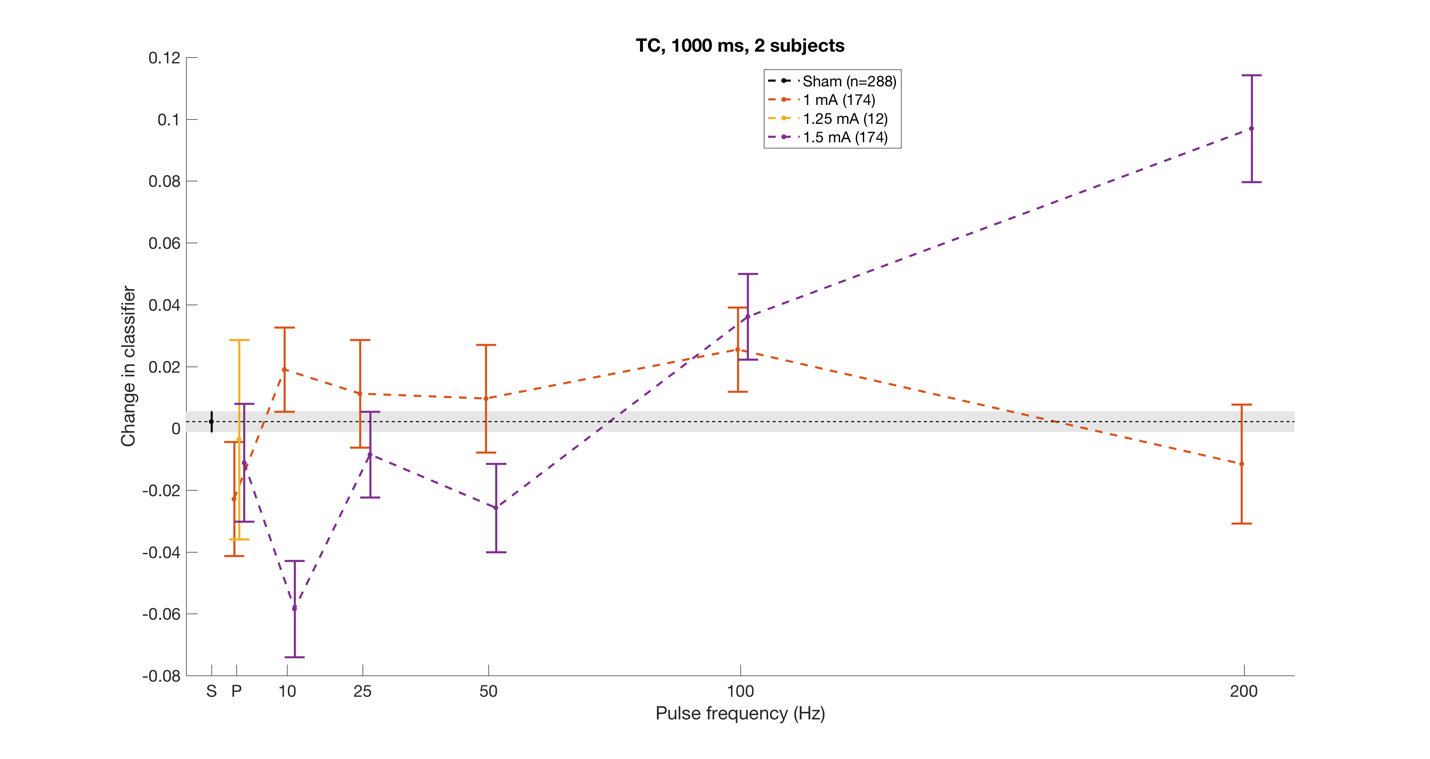 TC, 1000 ms, 2 subjects
Sham (n=288)
1 mA (174)
1.25 mA (12)
1.5 mA (174)
Change in classifier
0.12
0.1
0.08
0.06
0.04
0.02
0
-0.02
-0.04
-0.06
-0.08
S P 10 25 50 100 200
Pulse frequency (Hz)